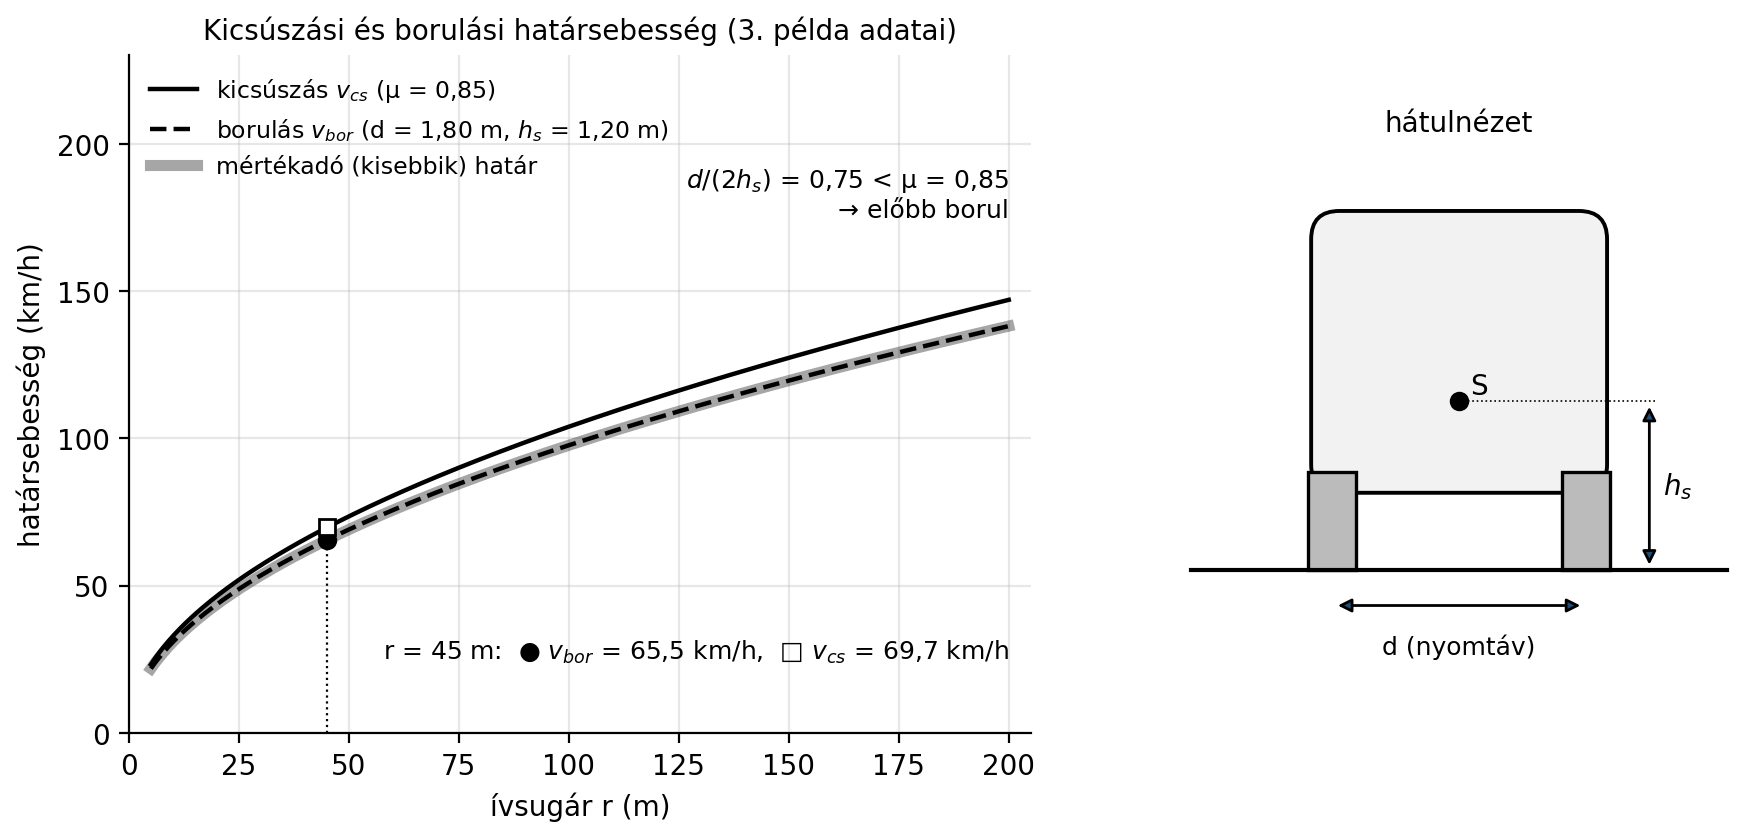 Kicsúszási és borulási határsebesség (3. példa adatai)
kicsúszás v_cs (μ = 0,85)
borulás v_bor (d = 1,80 m, h_s = 1,20 m)
mértékadó (kisebbik) határ
d/(2h_s) = 0,75 < μ = 0,85
→ előbb borul
r = 45 m: ● v_bor = 65,5 km/h, □ v_cs = 69,7 km/h
határsebesség (km/h)
200
150
100
50
0
0 25 50 75 100 125 150 175 200
ívsugár r (m)
hátulnézet
S
h_s
d (nyomtáv)